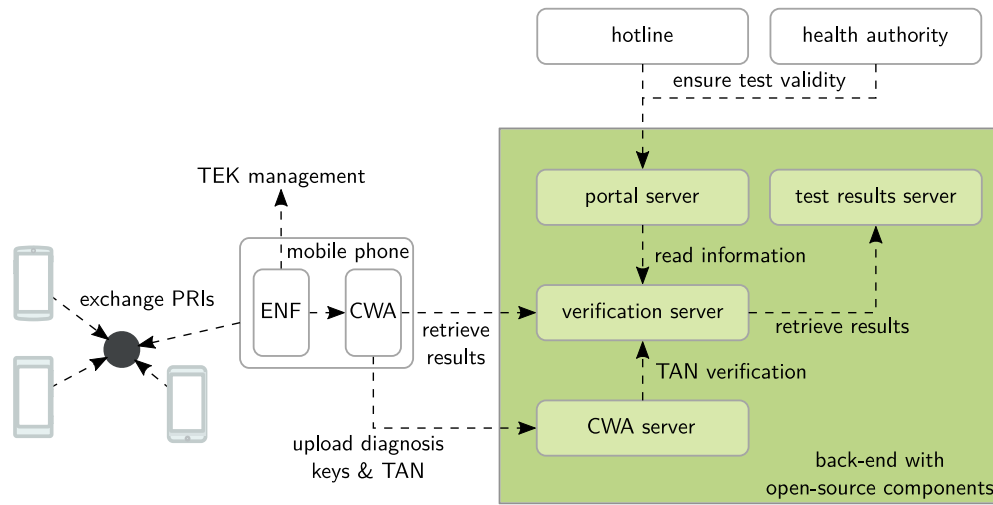 hotline
health authority
ensure test validity
TEK management
portal server
test results server
mobile phone
read information
exchange PRIs
ENF
CWA
verification server
retrieve
results
retrieve results
TAN verification
CWA server
upload diagnosis
keys & TAN
back-end with
open-source components